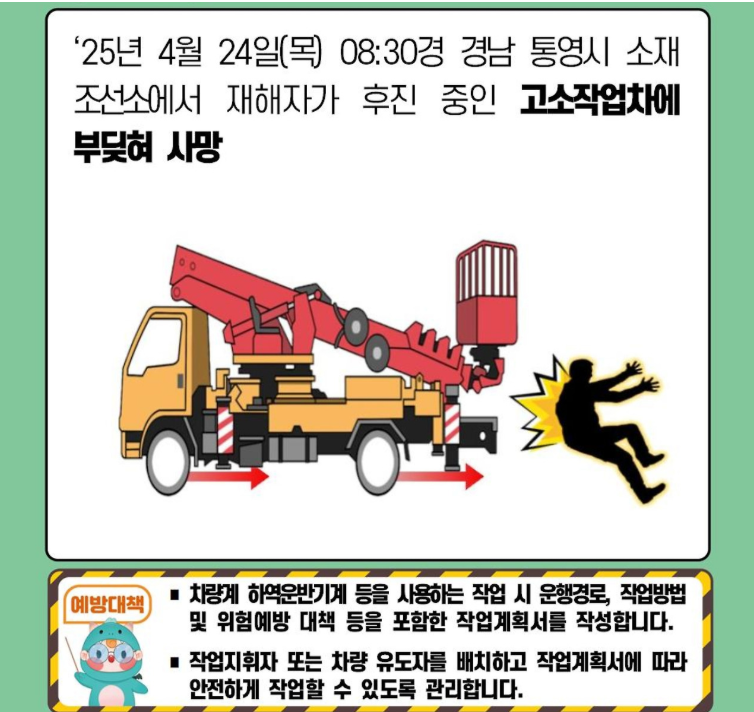 ‘25년 4월 24일(목) 08:30경 경남 통영시 소재
조선소에서 재해자가 후진 중인 고소작업차에
부딪혀 사망
예방대책
▪ 차량계 하역운반기계 등을 사용하는 작업 시 운행경로, 작업방법
및 위험예방 대책 등을 포함한 작업계획서를 작성합니다.
▪ 작업지휘자 또는 차량 유도자를 배치하고 작업계획서에 따라
안전하게 작업할 수 있도록 관리합니다.